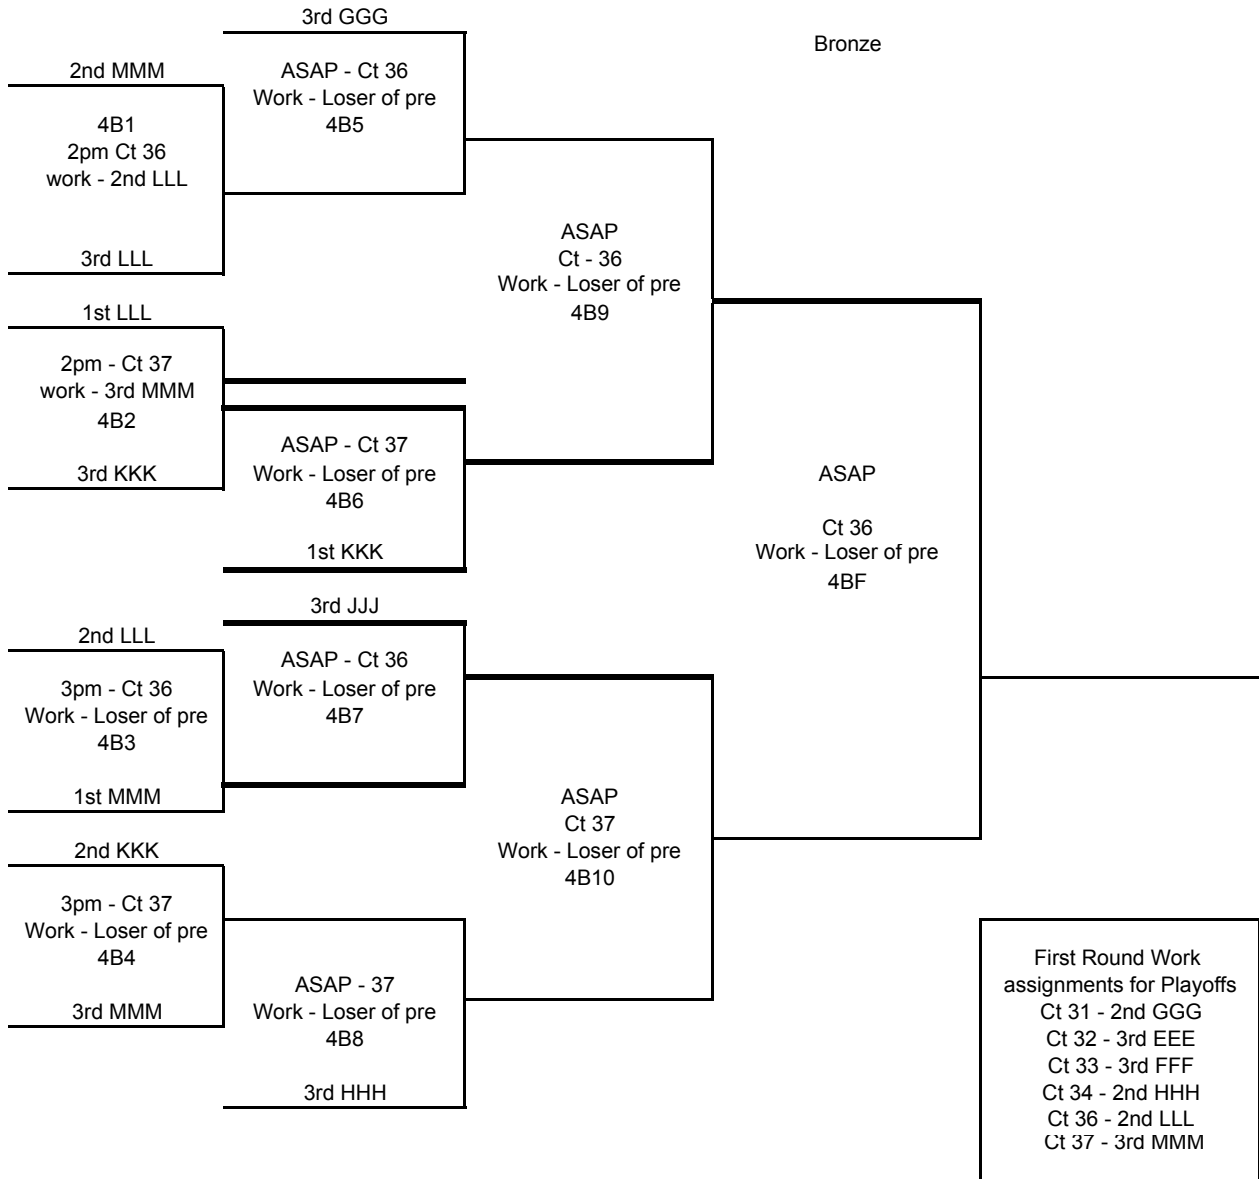 3rd GGG
Bronze
2nd MMM
ASAP - Ct 36
Work - Loser of pre
4B5
4B1
2pm Ct 36
work - 2nd LLL
3rd LLL
ASAP
Ct - 36
Work - Loser of pre
4B9
1st LLL
2pm - Ct 37
work - 3rd MMM
4B2
3rd KKK
ASAP - Ct 37
Work - Loser of pre
4B6
1st KKK
ASAP
Ct 36
Work - Loser of pre
4BF
3rd JJJ
2nd LLL
ASAP - Ct 36
Work - Loser of pre
4B7
3pm - Ct 36
Work - Loser of pre
4B3
1st MMM
ASAP
Ct 37
Work - Loser of pre
4B10
2nd KKK
3pm - Ct 37
Work - Loser of pre
4B4
3rd MMM
ASAP - 37
Work - Loser of pre
4B8
3rd HHH
First Round Work
assignments for Playoffs
Ct 31 - 2nd GGG
Ct 32 - 3rd EEE
Ct 33 - 3rd FFF
Ct 34 - 2nd HHH
Ct 36 - 2nd LLL
Ct 37 - 3rd MMM